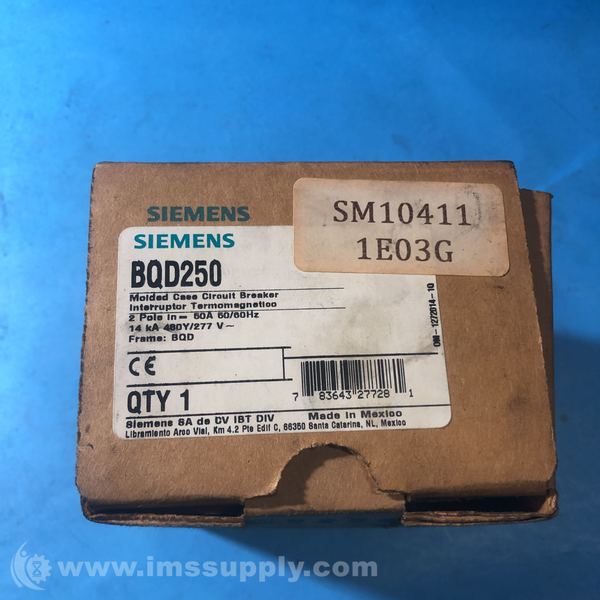 SIEMENS
SM10411
1E03G
SIEMENS
BQD250
Molded Case Circuit Breaker
Interruptor Termomagnetico
2 Pole In= 50A 50/60Hz
14 kA 480Y/277 V~
Frame: BQD
CE
QTY 1
7 83643 27728 1
Siemens SA de CV IBT DIV Made in Mexico
Libramiento Arco Vial, Km 4.2 Pte Edif C, 66350 Santa Catarina, NL, Mexico
www.imssupply.com